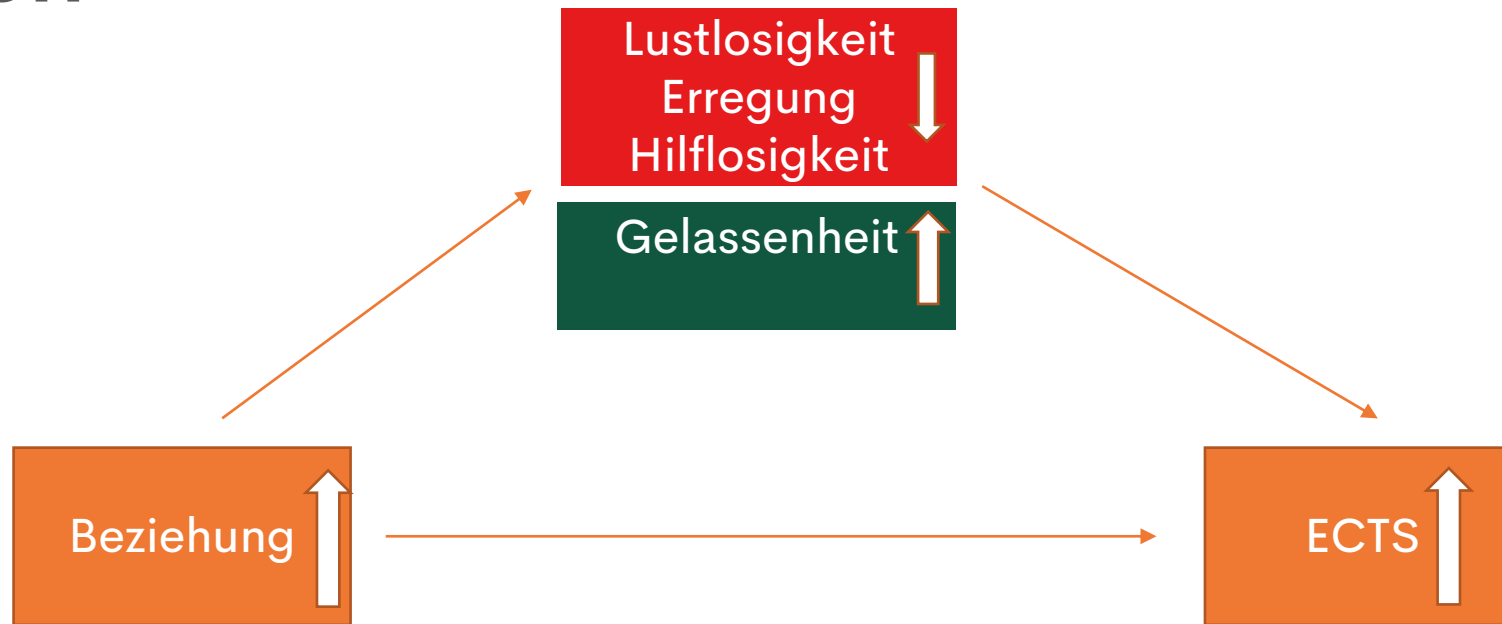 Lustlosigkeit
Erregung
Hilflosigkeit
Gelassenheit
Beziehung
ECTS